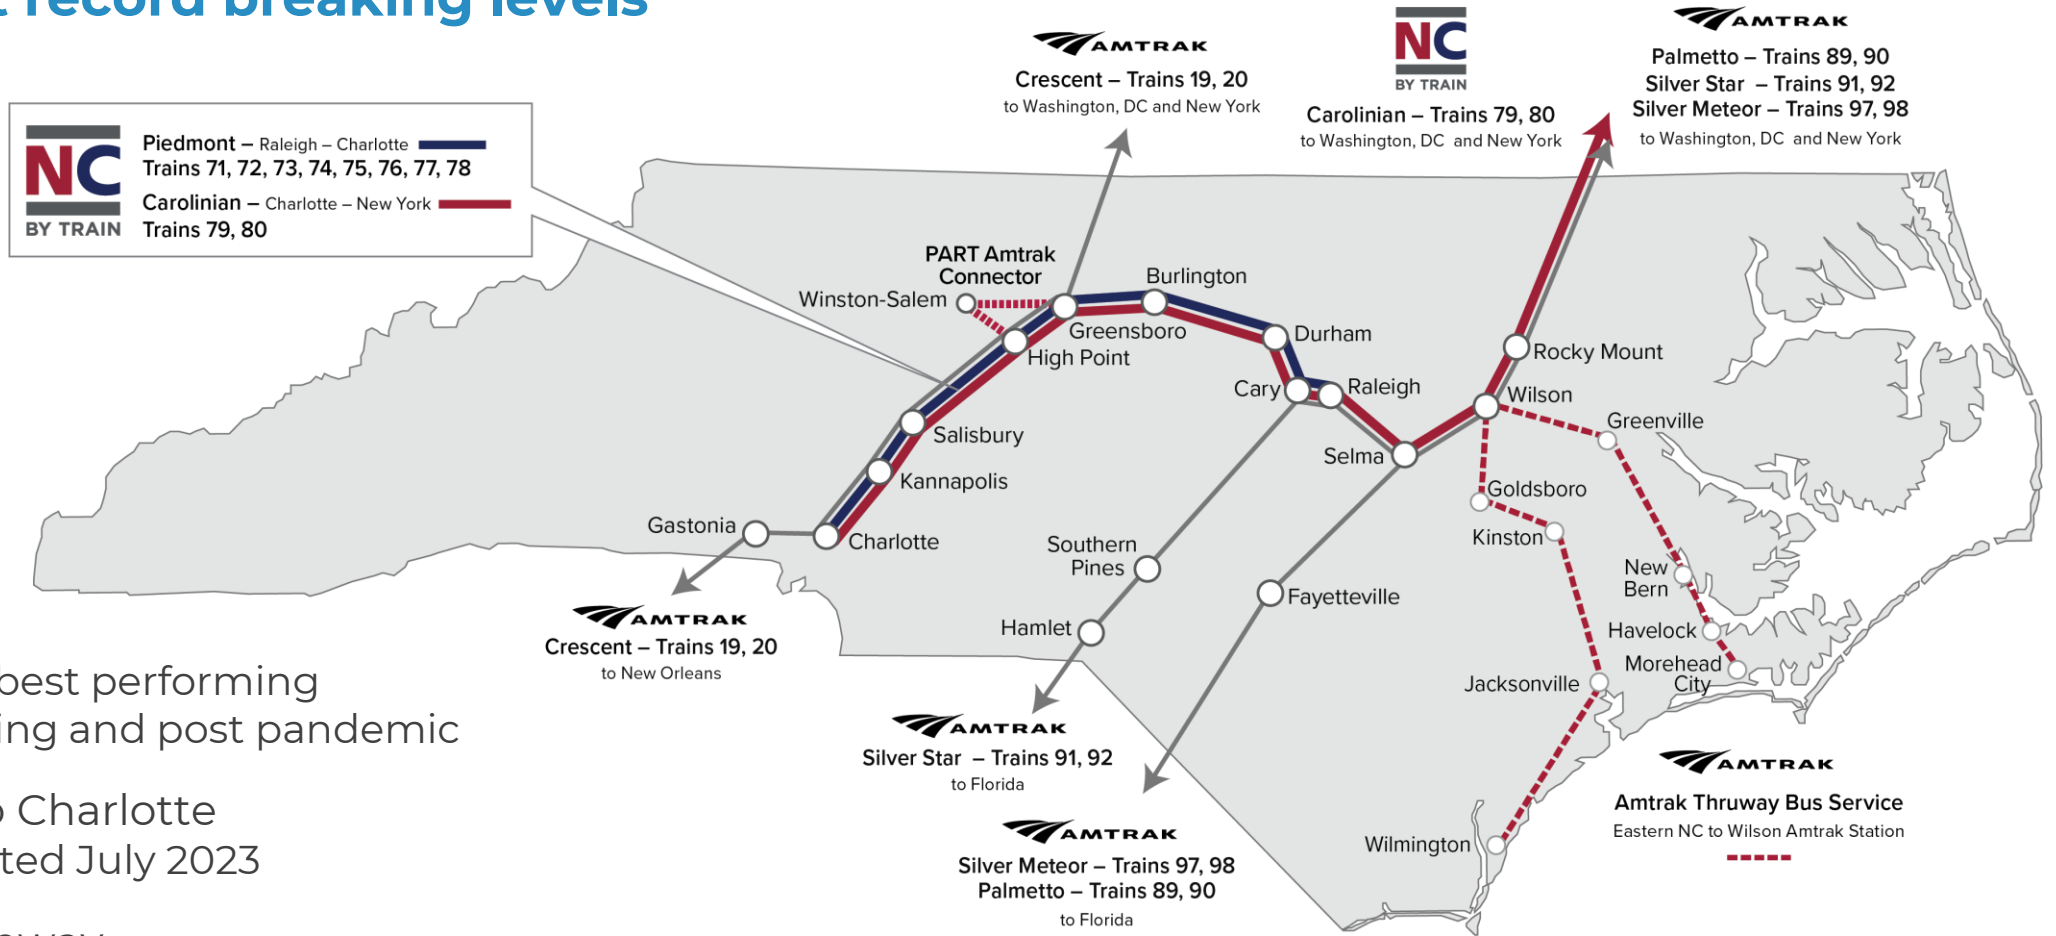 record breaking levels
AMTRAK
Crescent – Trains 19, 20
to Washington, DC and New York
NC
BY TRAIN
Carolinian – Trains 79, 80
to Washington, DC and New York
AMTRAK
Palmetto – Trains 89, 90
Silver Star – Trains 91, 92
Silver Meteor – Trains 97, 98
to Washington, DC and New York
NC
BY TRAIN
Piedmont – Raleigh – Charlotte
Trains 71, 72, 73, 74, 75, 76, 77, 78
Carolinian – Charlotte – New York
Trains 79, 80
PART Amtrak
Connector
Winston-Salem
Burlington
Greensboro
High Point
Durham
Cary
Raleigh
Rocky Mount
Wilson
Greenville
Salisbury
Selma
Kannapolis
Goldsboro
Gastonia
Charlotte
Kinston
Southern
Pines
New
Bern
Fayetteville
Hamlet
Havelock
Morehead
City
Jacksonville
Wilmington
AMTRAK
Crescent – Trains 19, 20
to New Orleans
AMTRAK
Silver Star – Trains 91, 92
to Florida
AMTRAK
Silver Meteor – Trains 97, 98
Palmetto – Trains 89, 90
to Florida
AMTRAK
Amtrak Thruway Bus Service
Eastern NC to Wilson Amtrak Station
best performing
ing and post pandemic
Charlotte
ted July 2023